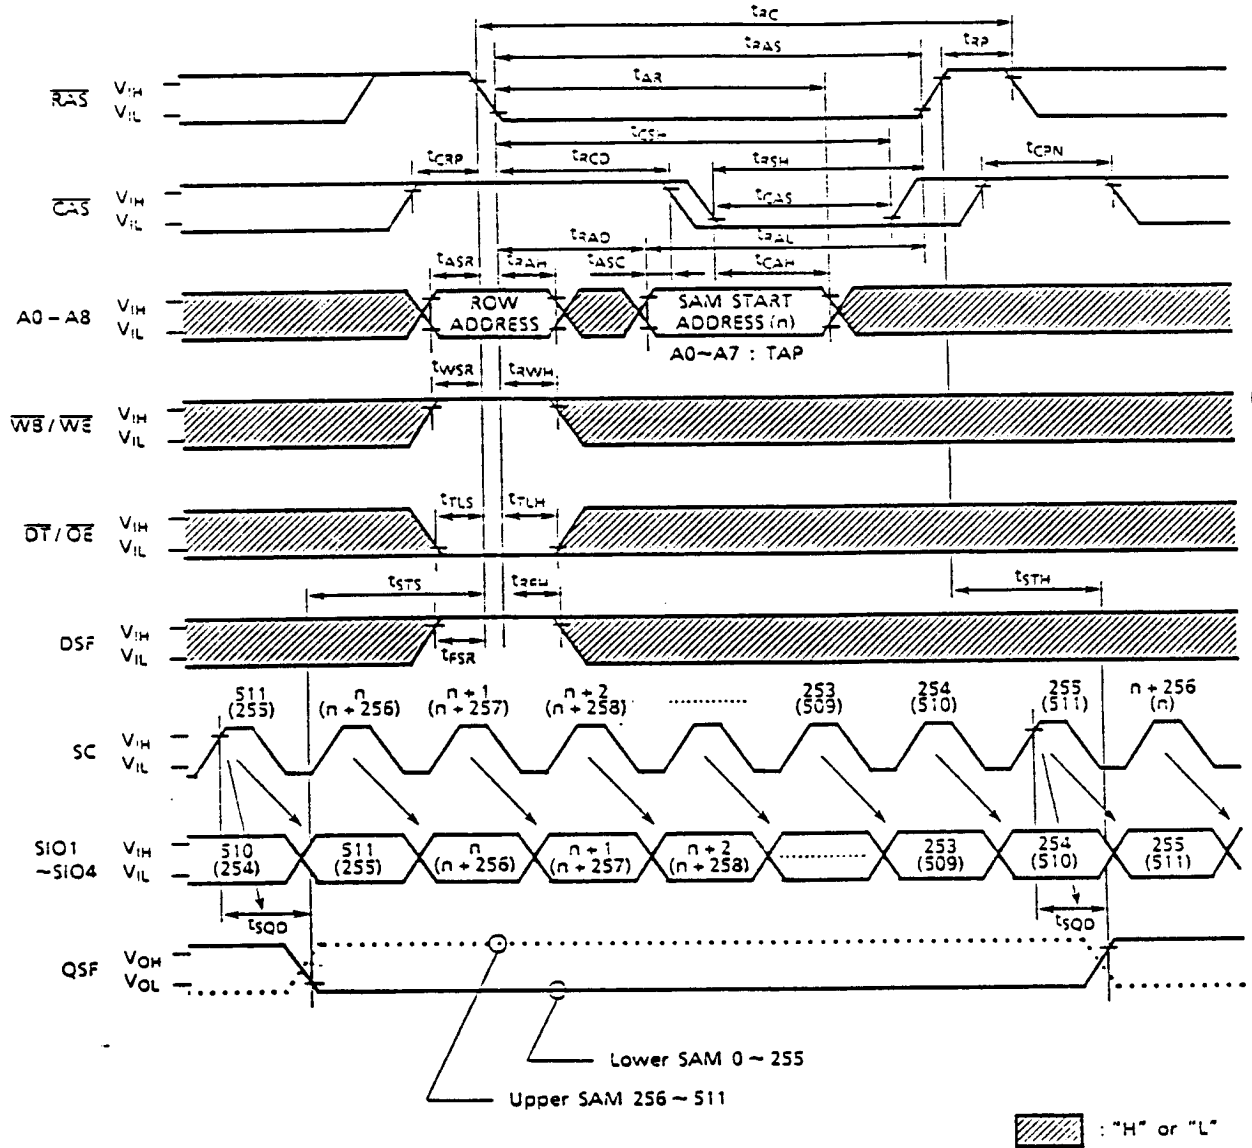 tRC
tRAS
tRP
tAR
RAS
VIH
VIL
tCSH
tCRP
tRCD
tRSH
tCPN
CAS
VIH
VIL
tCAS
tRAD
tRAL
tASR
tRAH
tASC
tCAH
A0 – A8
VIH
VIL
ROW
ADDRESS
SAM START
ADDRESS (n)
A0~A7 : TAP
tWSR
tRWH
WB / WE
VIH
VIL
tTLS
tTLH
DT / OE
VIH
VIL
tSTS
tRFH
tSTH
DSF
VIH
VIL
tFSR
511
(255)
n
(n + 256)
n + 1
(n + 257)
n + 2
(n + 258)
..........
253
(509)
254
(510)
255
(511)
n + 256
(n)
SC
VIH
VIL
SIO1
~SIO4
VIH
VIL
510
(254)
511
(255)
n
(n + 256)
n + 1
(n + 257)
n + 2
(n + 258)
..........
253
(509)
254
(510)
255
(511)
tSQD
tSQD
QSF
VOH
VOL
Lower SAM 0 ~ 255
Upper SAM 256 ~ 511
: "H" or "L"